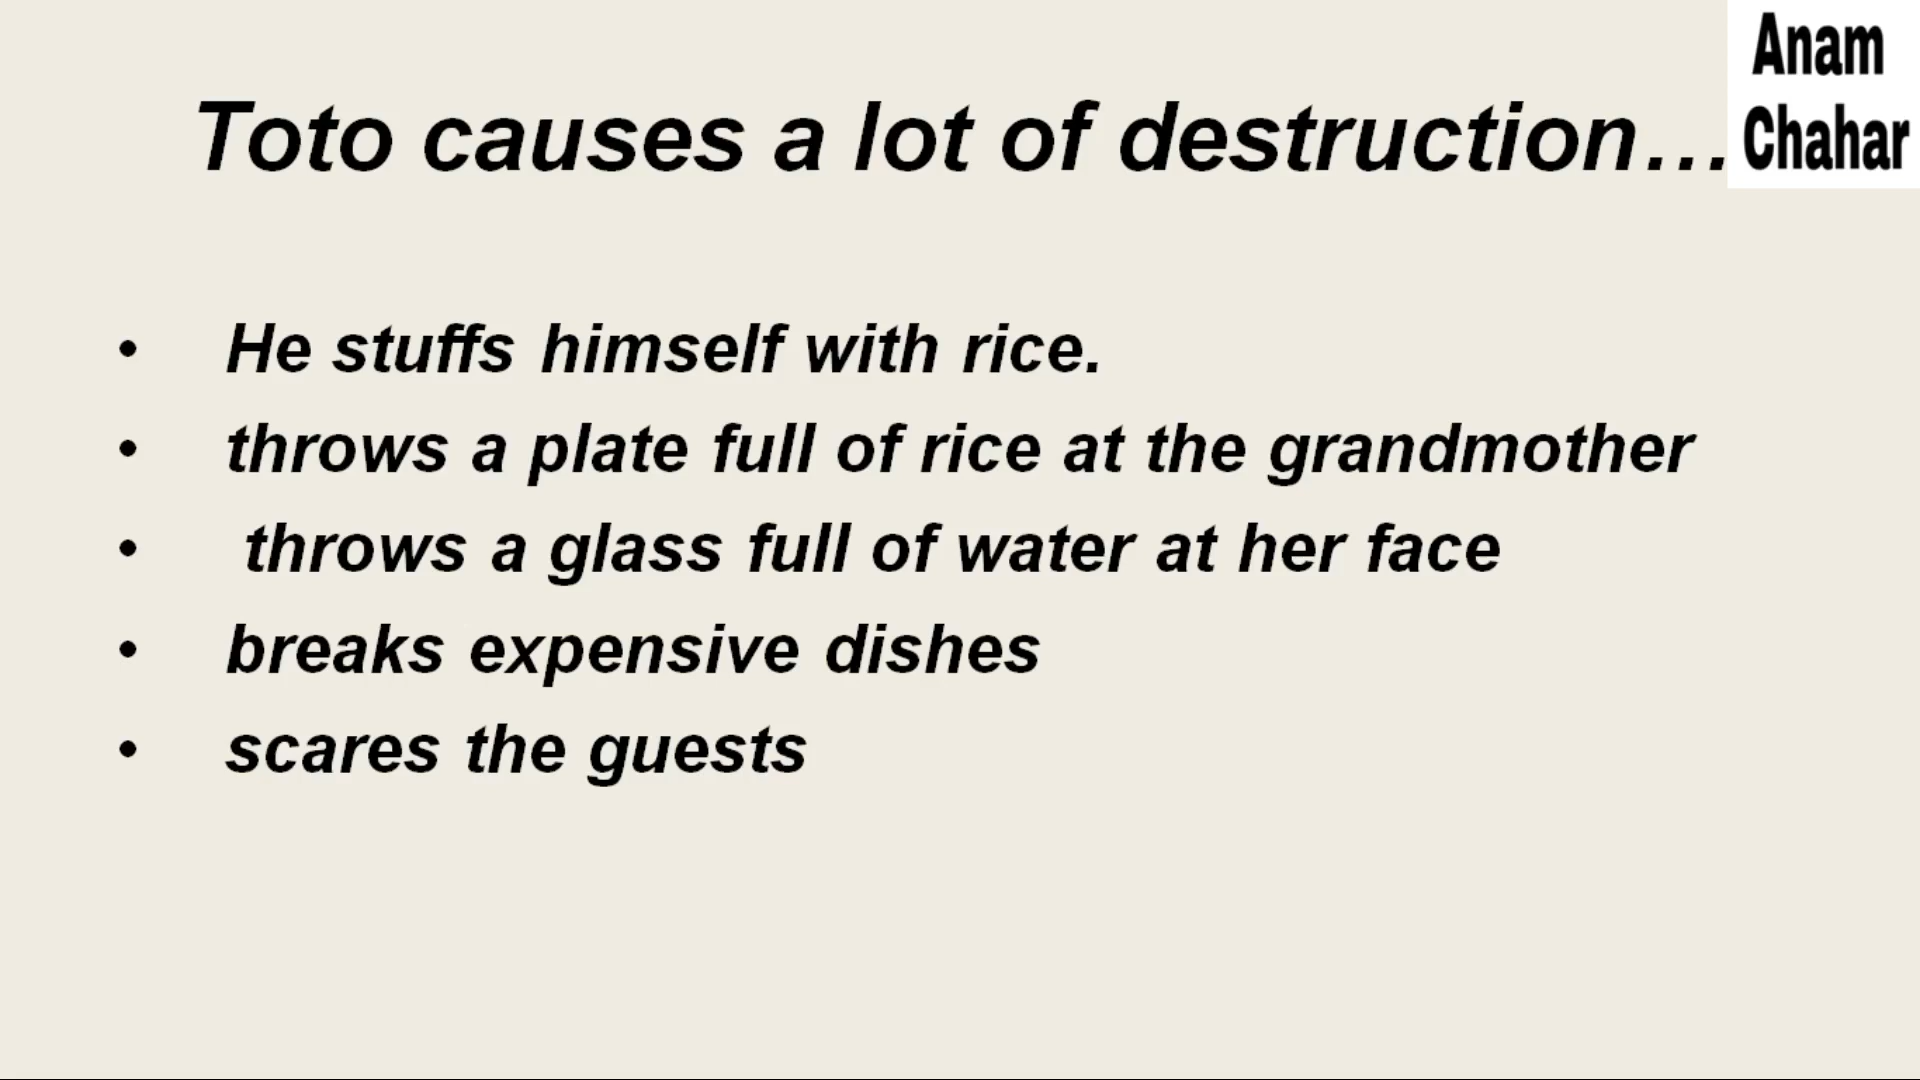 Anam
Chahar
Toto causes a lot of destruction...
• He stuffs himself with rice.
• throws a plate full of rice at the grandmother
• throws a glass full of water at her face
• breaks expensive dishes
• scares the guests